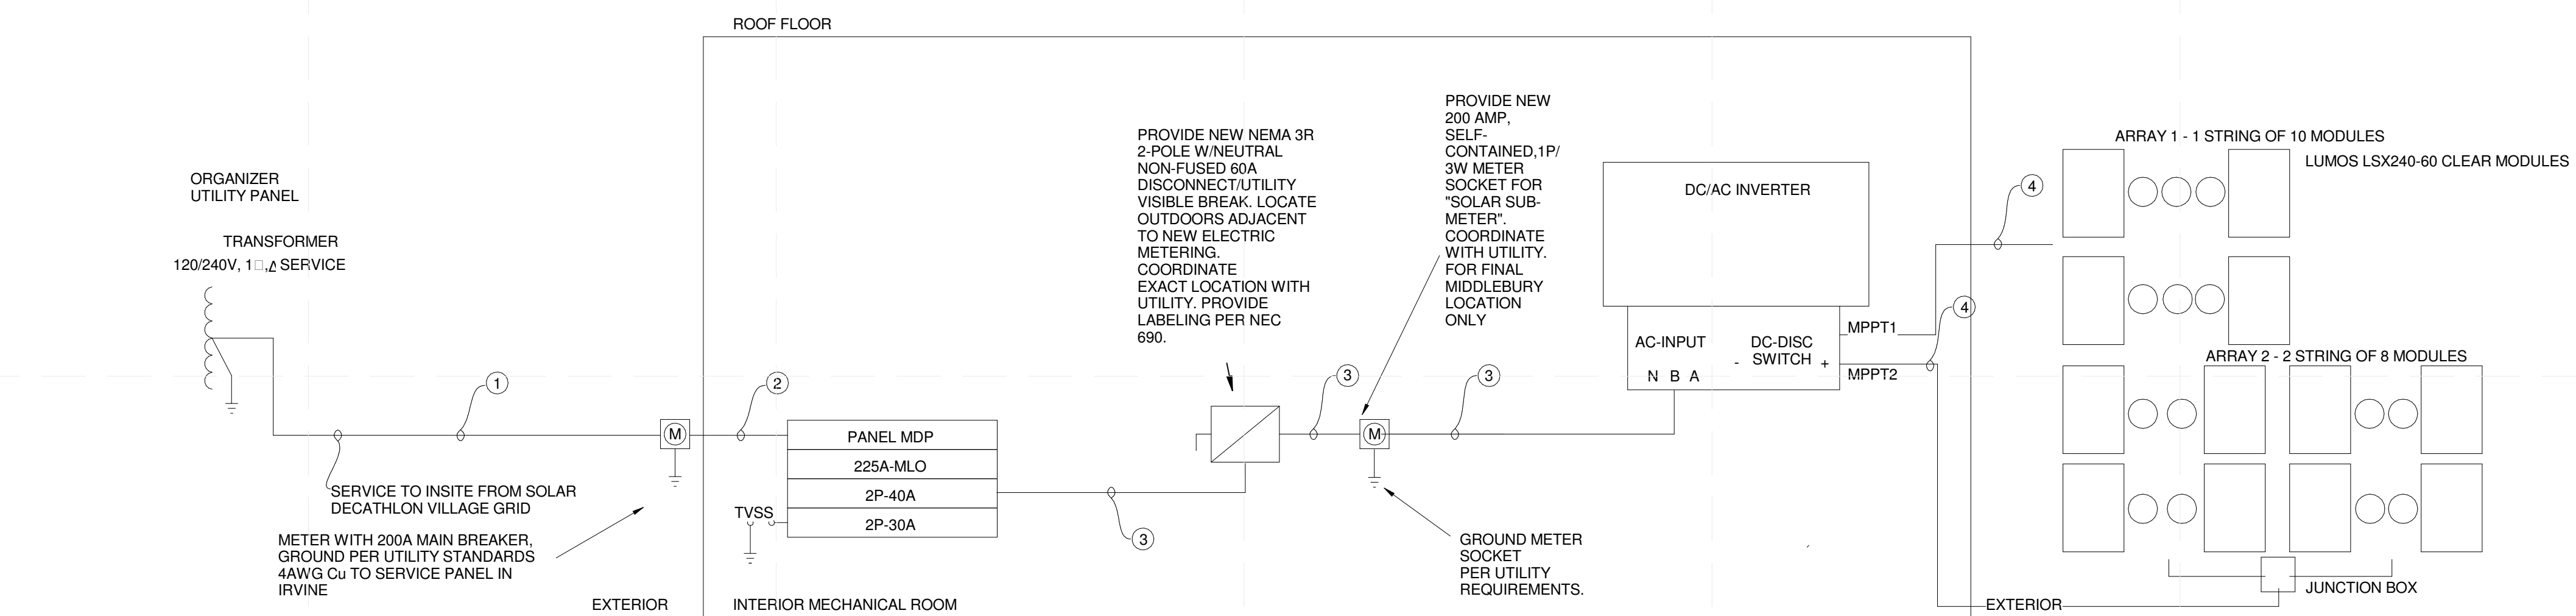 ROOF FLOOR
ORGANIZER
UTILITY PANEL
TRANSFORMER
120/240V, 1□,Δ SERVICE
1
SERVICE TO INSITE FROM SOLAR
DECATHLON VILLAGE GRID
METER WITH 200A MAIN BREAKER,
GROUND PER UTILITY STANDARDS
4AWG Cu TO SERVICE PANEL IN
IRVINE
M
EXTERIOR
2
PANEL MDP
225A-MLO
2P-40A
2P-30A
TVSS
INTERIOR MECHANICAL ROOM
3
PROVIDE NEW NEMA 3R
2-POLE W/NEUTRAL
NON-FUSED 60A
DISCONNECT/UTILITY
VISIBLE BREAK. LOCATE
OUTDOORS ADJACENT
TO NEW ELECTRIC
METERING.
COORDINATE
EXACT LOCATION WITH
UTILITY. PROVIDE
LABELING PER NEC
690.
3
PROVIDE NEW
200 AMP,
SELF-
CONTAINED,1P/
3W METER
SOCKET FOR
"SOLAR SUB-
METER".
COORDINATE
WITH UTILITY.
FOR FINAL
MIDDLEBURY
LOCATION
ONLY
M
3
GROUND METER
SOCKET
PER UTILITY
REQUIREMENTS.
DC/AC INVERTER
AC-INPUT
N B A
DC-DISC
- SWITCH +
MPPT1
MPPT2
4
4
ARRAY 1 - 1 STRING OF 10 MODULES
LUMOS LSX240-60 CLEAR MODULES
ARRAY 2 - 2 STRING OF 8 MODULES
JUNCTION BOX
EXTERIOR